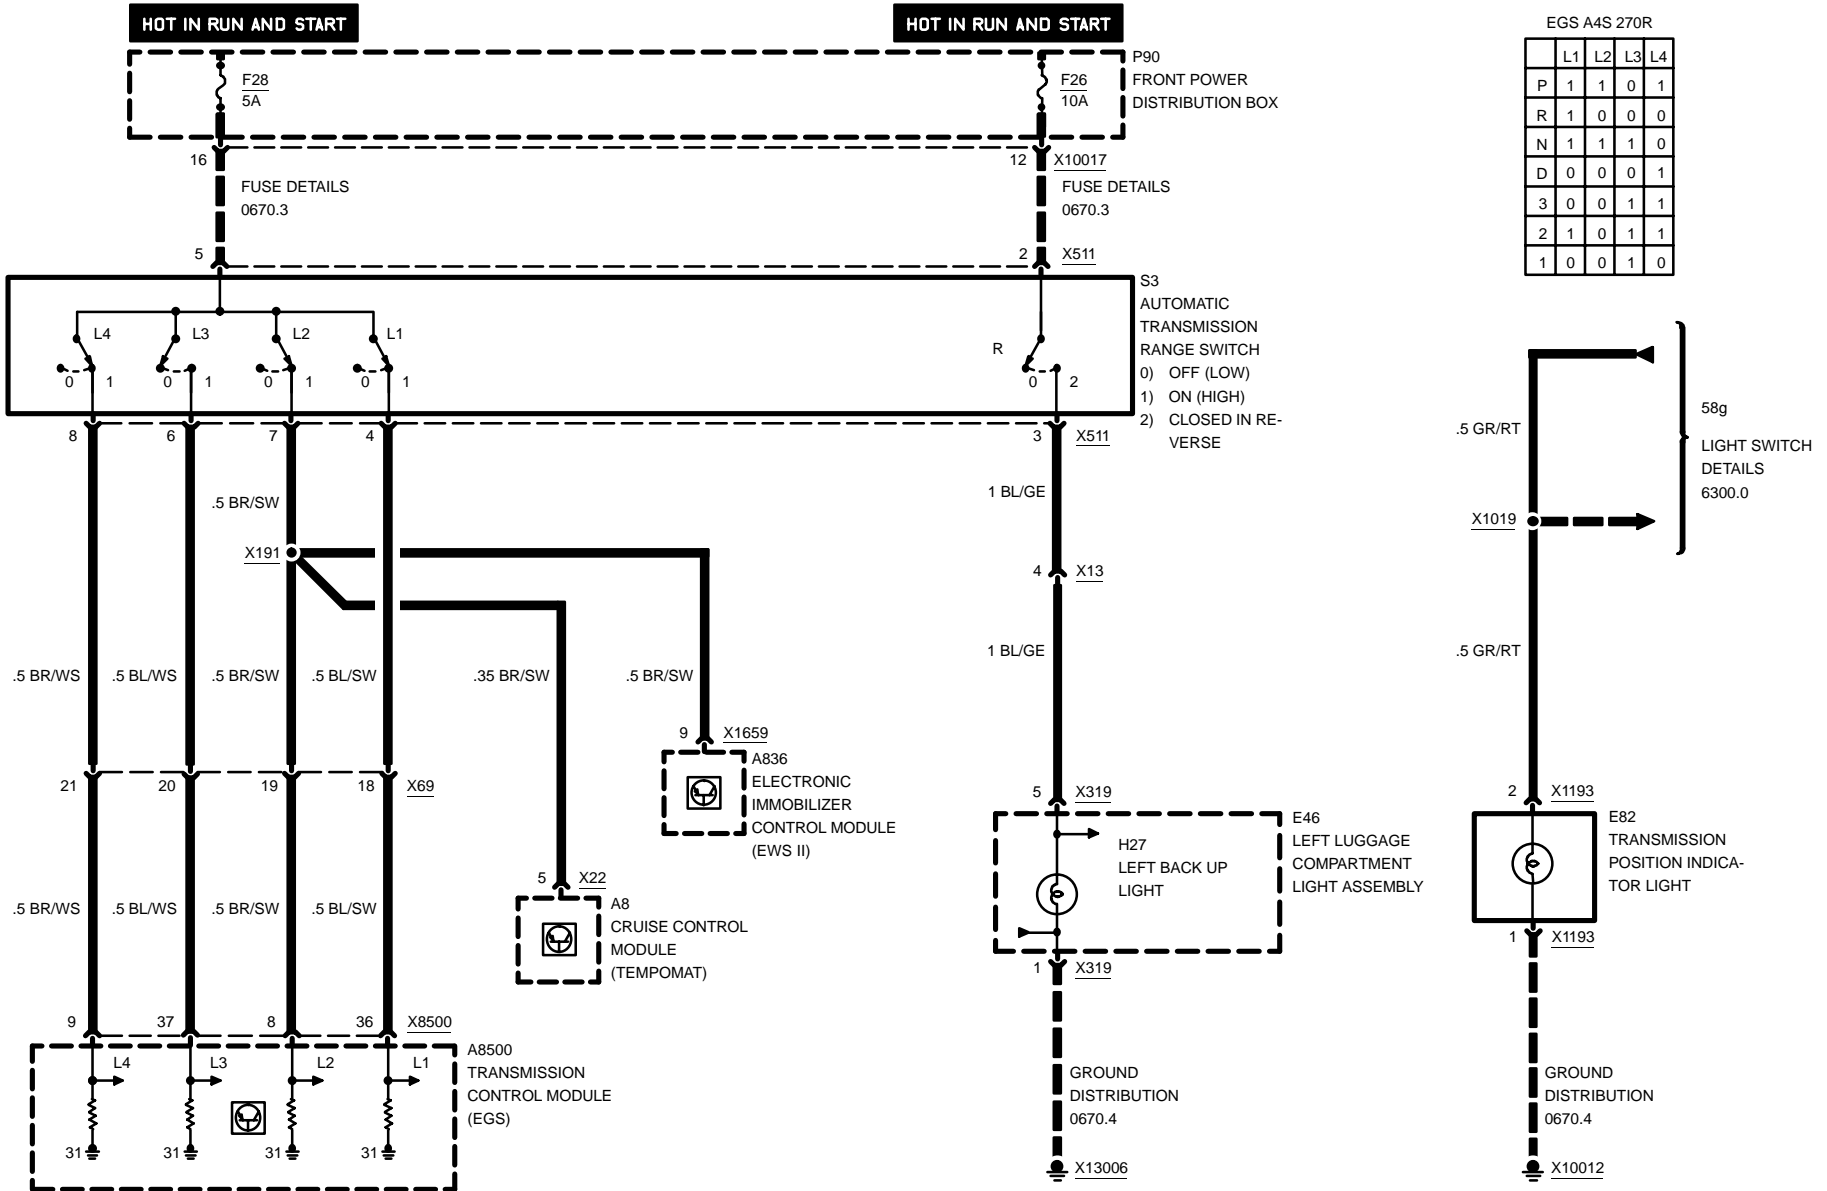 HOT IN RUN AND START
HOT IN RUN AND START
F28
5A
F26
10A
P90
FRONT POWER
DISTRIBUTION BOX
16
12
X10017
FUSE DETAILS
0670.3
FUSE DETAILS
0670.3
5
2
X511
EGS A4S 270R
L1 L2 L3 L4
P 1 1 0 1
R 1 0 0 0
N 1 1 1 0
D 0 0 0 1
3 0 0 1 1
2 1 0 1 1
1 0 0 1 0
S3
AUTOMATIC
TRANSMISSION
RANGE SWITCH
0) OFF (LOW)
1) ON (HIGH)
2) CLOSED IN RE-
VERSE
L4
L3
L2
L1
R
0 1
0 1
0 1
0 1
0 2
8
6
7
4
3
X511
.5 BR/SW
1 BL/GE
X191
4
X13
.5 GR/RT
58g
LIGHT SWITCH
DETAILS
6300.0
X1019
.5 BR/WS
.5 BL/WS
.5 BR/SW
.5 BL/SW
.35 BR/SW
.5 BR/SW
1 BL/GE
.5 GR/RT
9
X1659
A836
ELECTRONIC
IMMOBILIZER
CONTROL MODULE
(EWS II)
21
20
19
18
X69
5
X319
2
X1193
E46
LEFT LUGGAGE
COMPARTMENT
LIGHT ASSEMBLY
H27
LEFT BACK UP
LIGHT
E82
TRANSMISSION
POSITION INDICA-
TOR LIGHT
5
X22
A8
CRUISE CONTROL
MODULE
(TEMPOMAT)
.5 BR/WS
.5 BL/WS
.5 BR/SW
.5 BL/SW
1
X319
1
X1193
9
37
8
36
X8500
A8500
TRANSMISSION
CONTROL MODULE
(EGS)
L4
L3
L2
L1
31
31
31
31
GROUND
DISTRIBUTION
0670.4
X13006
GROUND
DISTRIBUTION
0670.4
X10012